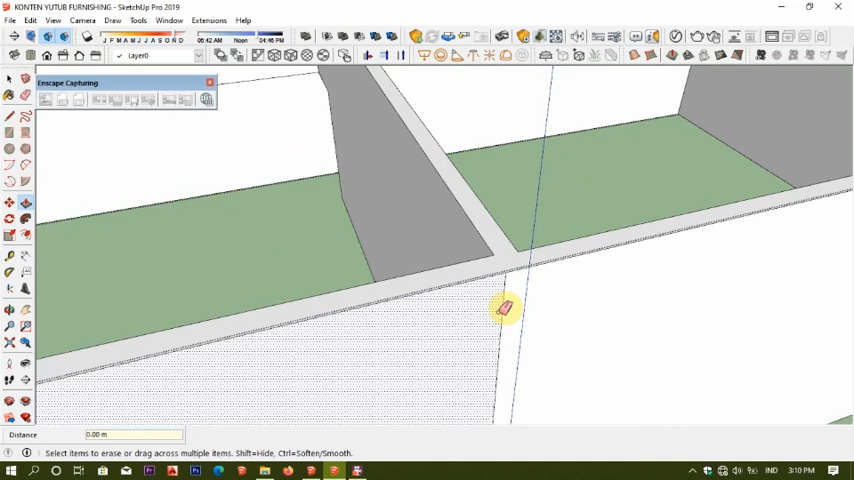 KONTEN YUTUB FURNISHING* - SketchUp Pro 2019
File Edit View Camera Draw Tools Window Extensions Help
J F M A M J J A S O N D 06:42 AM Noon 04:46 PM
Layer0
Enscape Capturing
Distance 0.00 m
Select items to erase or drag across multiple items. Shift=Hide, Ctrl=Soften/Smooth.
IND 3:10 PM